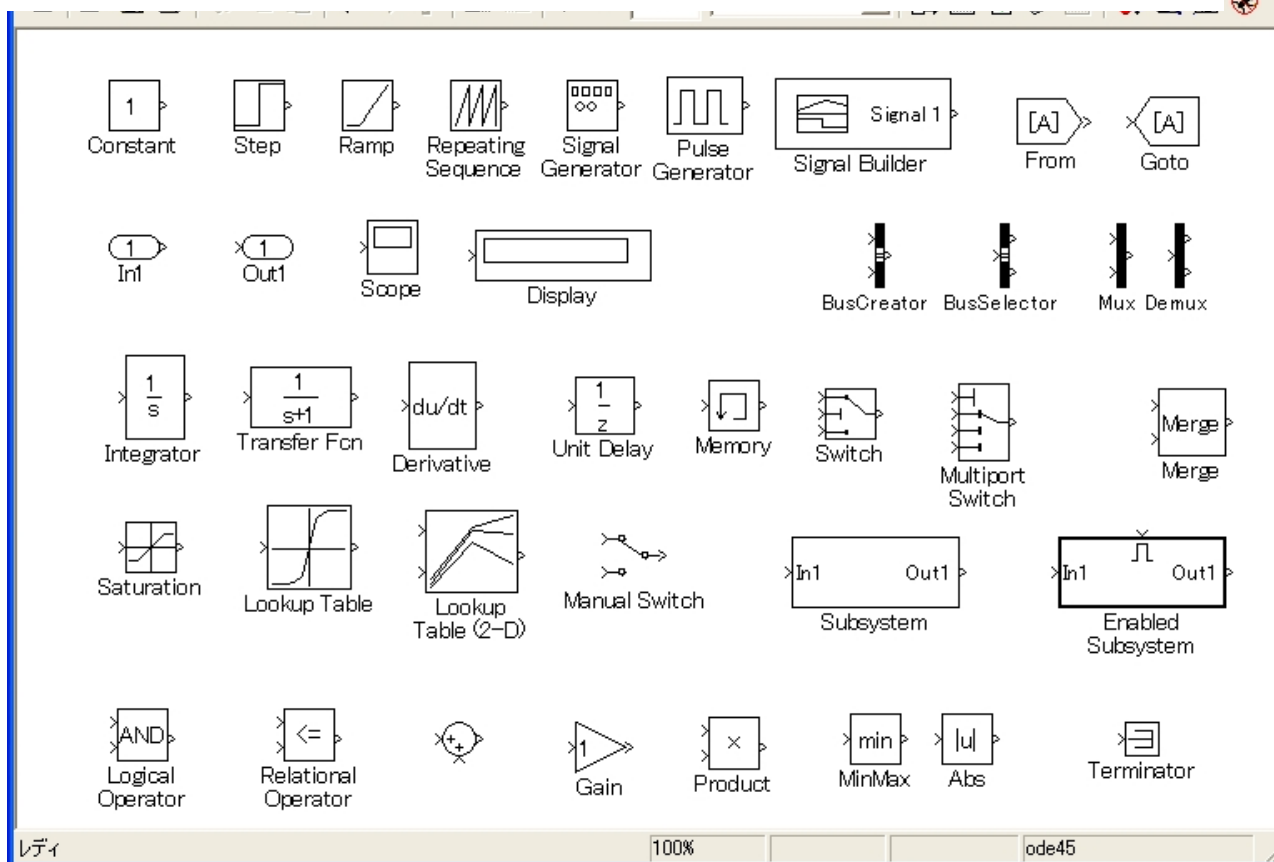 1
Constant
Step
Ramp
Repeating
Sequence
Signal
Generator
Pulse
Generator
Signal 1
Signal Builder
[A]
From
[A]
Goto
1
In1
1
Out1
Scope
Display
BusCreator
BusSelector
Mux
Demux
1
s
Integrator
1
s+1
Transfer Fcn
du/dt
Derivative
1
z
Unit Delay
Memory
Switch
Multiport
Switch
Merge
Merge
Saturation
Lookup Table
Lookup
Table (2-D)
Manual Switch
In1
Out1
Subsystem
In1
Out1
Enabled
Subsystem
AND
Logical
Operator
<=
Relational
Operator
+
+
1
Gain
×
Product
min
MinMax
|u|
Abs
Terminator
レディ
100%
ode45